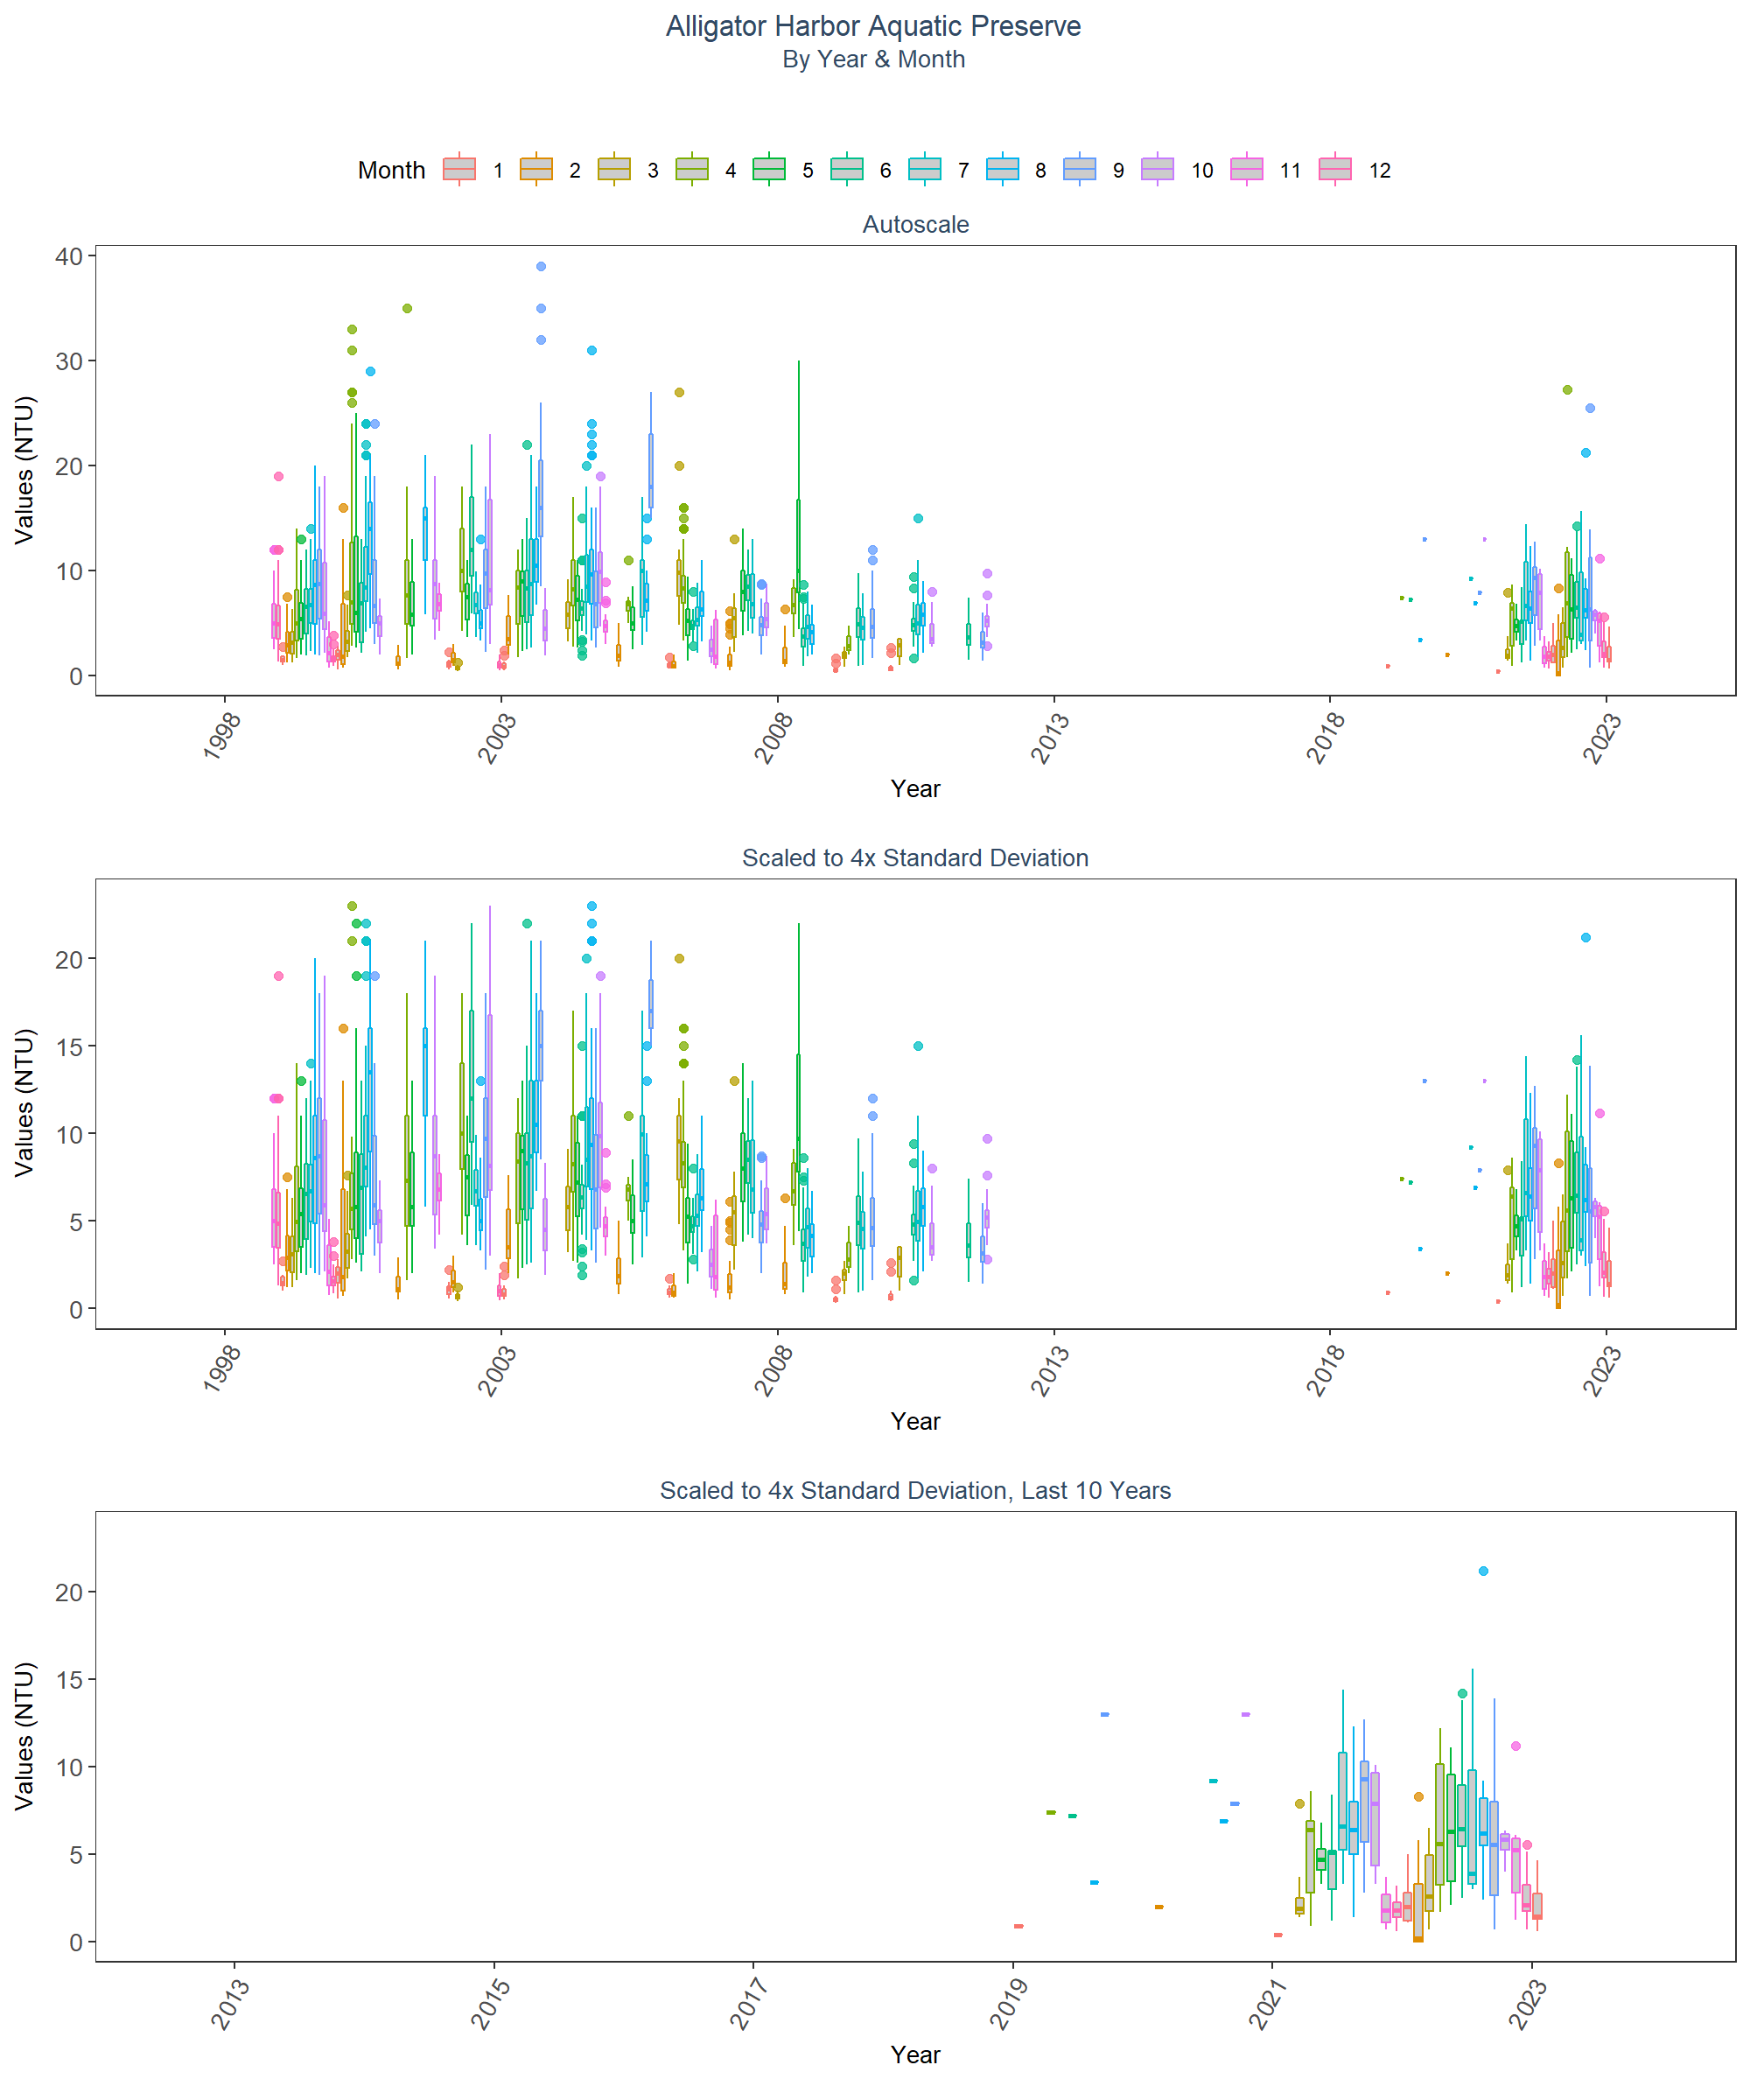 Alligator Harbor Aquatic Preserve
By Year & Month
Month 1 2 3 4 5 6 7 8 9 10 11 12
Autoscale
40
30
20
10
0
Values (NTU)
1998 2003 2008 2013 2018 2023
Year
Scaled to 4x Standard Deviation
20
15
10
5
0
Values (NTU)
1998 2003 2008 2013 2018 2023
Year
Scaled to 4x Standard Deviation, Last 10 Years
20
15
10
5
0
Values (NTU)
2013 2015 2017 2019 2021 2023
Year